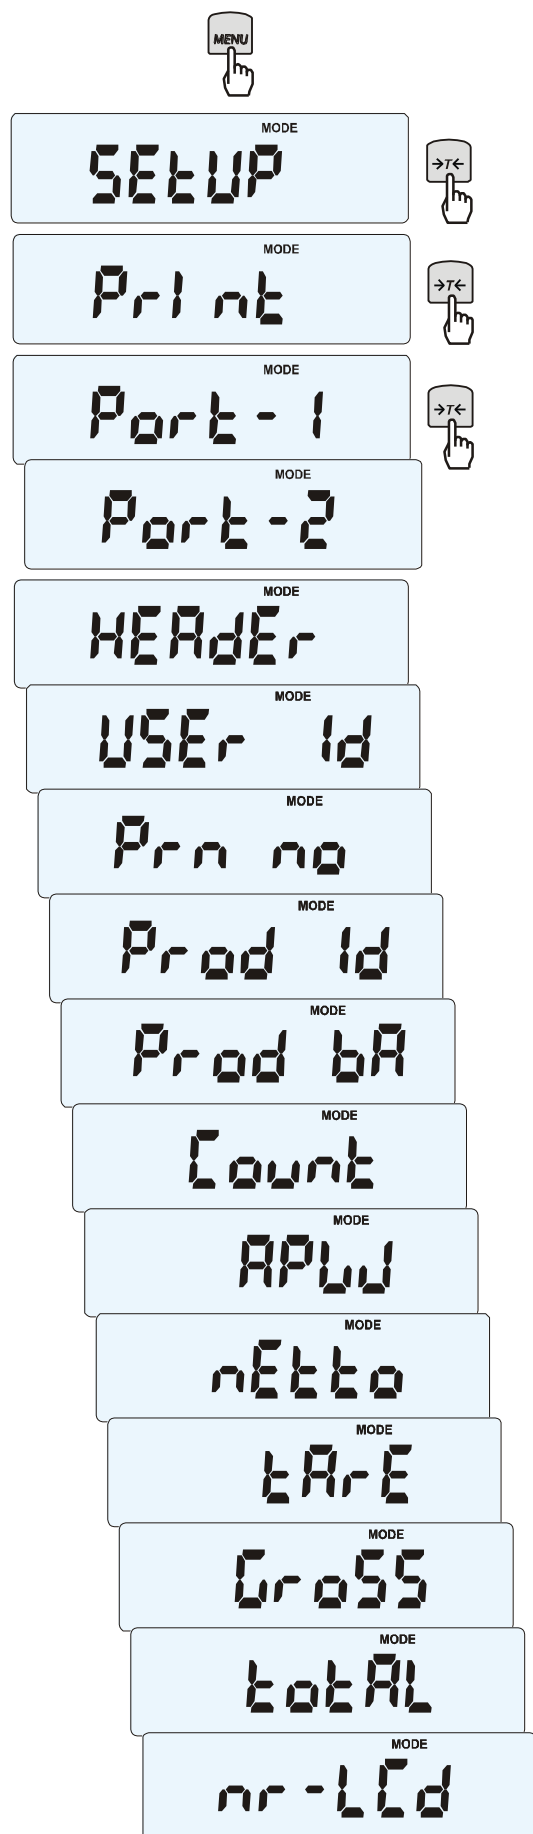 MENU
MODE
SEtUP
→T←
MODE
PrInt
→T←
MODE
Port-1
→T←
MODE
Port-2
MODE
HEAdEr
MODE
USEr Id
MODE
Prn no
MODE
Prod Id
MODE
Prod bA
MODE
Count
MODE
APW
MODE
nEtto
MODE
tArE
MODE
GroSS
MODE
totAL
MODE
nr-LCd